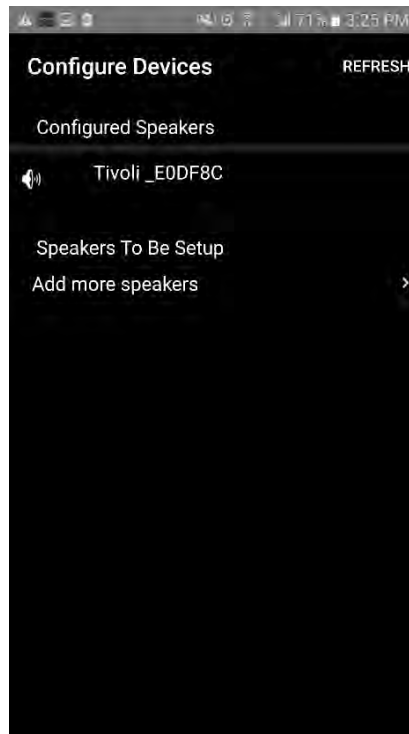 71% 3:25 PM
Configure Devices REFRESH
Configured Speakers
Tivoli _E0DF8C
Speakers To Be Setup
Add more speakers